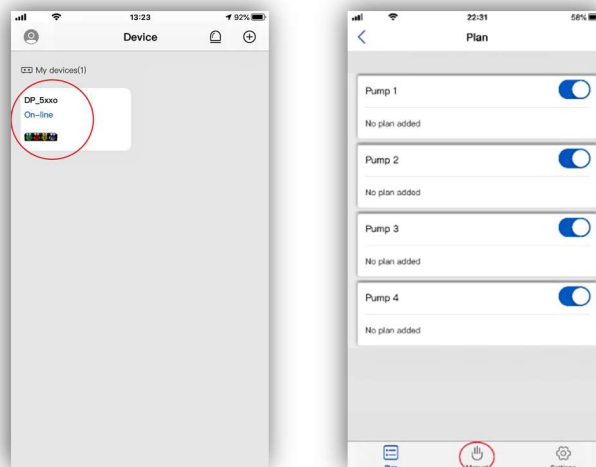 13:23
92%
Device
My devices(1)
DP_5xxo
On-line
22:31
58%
Plan
Pump 1
No plan added
Pump 2
No plan added
Pump 3
No plan added
Pump 4
No plan added
Plan
Settings